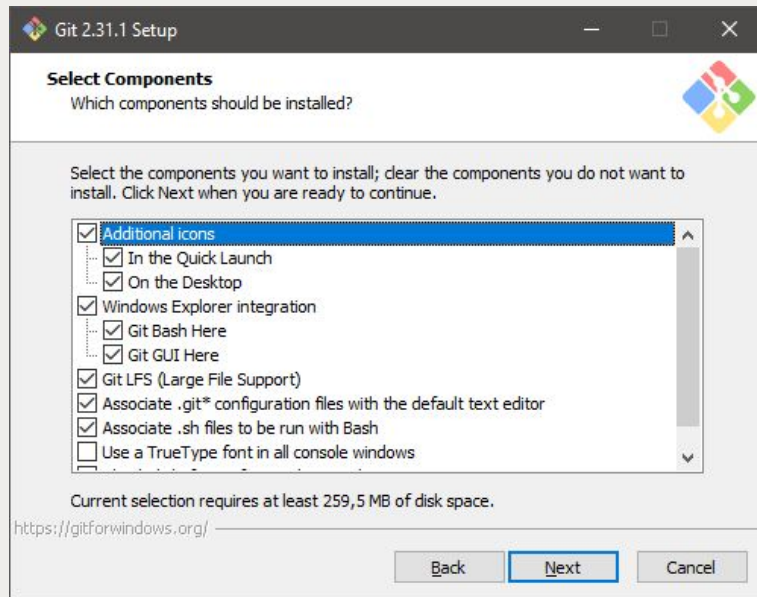 Git 2.31.1 Setup
Select Components
Which components should be installed?
Select the components you want to install; clear the components you do not want to
install. Click Next when you are ready to continue.
Additional icons
In the Quick Launch
On the Desktop
Windows Explorer integration
Git Bash Here
Git GUI Here
Git LFS (Large File Support)
Associate .git* configuration files with the default text editor
Associate .sh files to be run with Bash
Use a TrueType font in all console windows
Current selection requires at least 259,5 MB of disk space.
https://gitforwindows.org/
Back Next Cancel